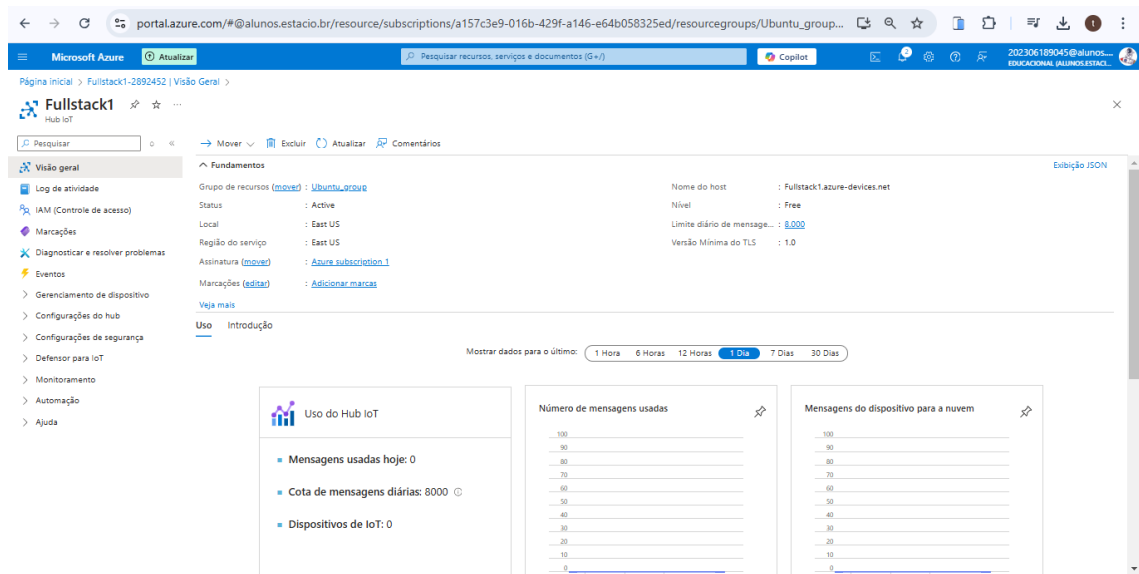 portal.azure.com/#@alunos.estacio.br/resource/subscriptions/a157c3e9-016b-429f-a146-e64b058325ed/resourcegroups/Ubuntu_group...
t
Microsoft Azure
Atualizar
Pesquisar recursos, serviços e documentos (G+/)
Copilot
2
202306189045@alunos....
EDUCACIONAL (ALUNOS.ESTACI...
Página inicial > Fullstack1-2892452 | Visão Geral >
Fullstack1
Hub IoT
Pesquisar
Mover
Excluir
Atualizar
Comentários
Visão geral
Log de atividade
IAM (Controle de acesso)
Marcações
Diagnosticar e resolver problemas
Eventos
Gerenciamento de dispositivo
Configurações do hub
Configurações de segurança
Defensor para IoT
Monitoramento
Automação
Ajuda
Fundamentos
Exibição JSON
Grupo de recursos (mover) : Ubuntu_group
Status : Active
Local : East US
Região do serviço : East US
Assinatura (mover) : Azure subscription 1
Marcações (editar) : Adicionar marcas
Nome do host : Fullstack1.azure-devices.net
Nível : Free
Limite diário de mensage... : 8.000
Versão Mínima do TLS : 1.0
Veja mais
Uso Introdução
Mostrar dados para o último: 1 Hora 6 Horas 12 Horas 1 Dia 7 Dias 30 Dias
Uso do Hub IoT
Mensagens usadas hoje: 0
Cota de mensagens diárias: 8000
Dispositivos de IoT: 0
Número de mensagens usadas
100
90
80
70
60
50
40
30
20
10
0
Mensagens do dispositivo para a nuvem
100
90
80
70
60
50
40
30
20
10
0